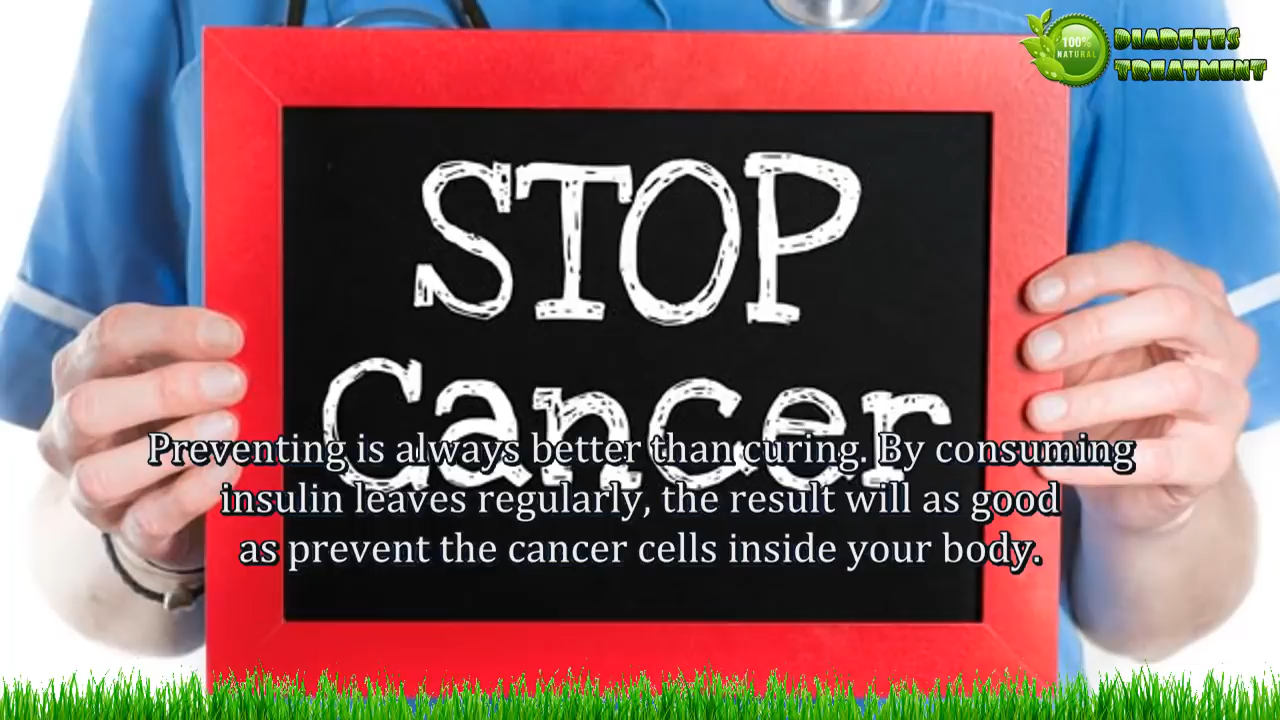 100%
NATURAL
DIABETES
TREATMENT
STOP
Cancer
Preventing is always better than curing. By consuming
insulin leaves regularly, the result will as good
as prevent the cancer cells inside your body.